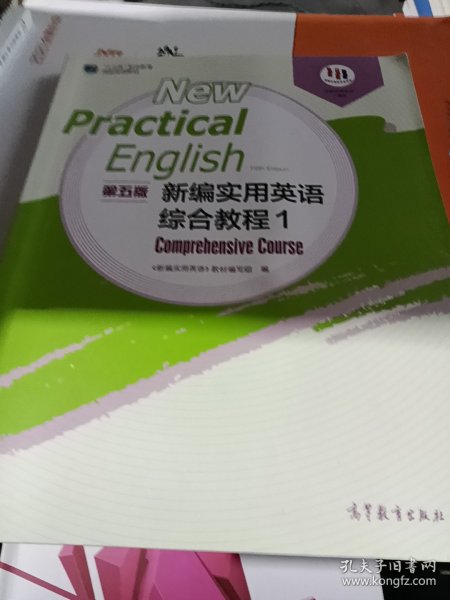 New
Practical
English
Fifth Edition
第五版 新编实用英语
综合教程1
Comprehensive Course
《新编实用英语》教材编写组 编
高等教育出版社
孔夫子旧书网
www.kongfz.com